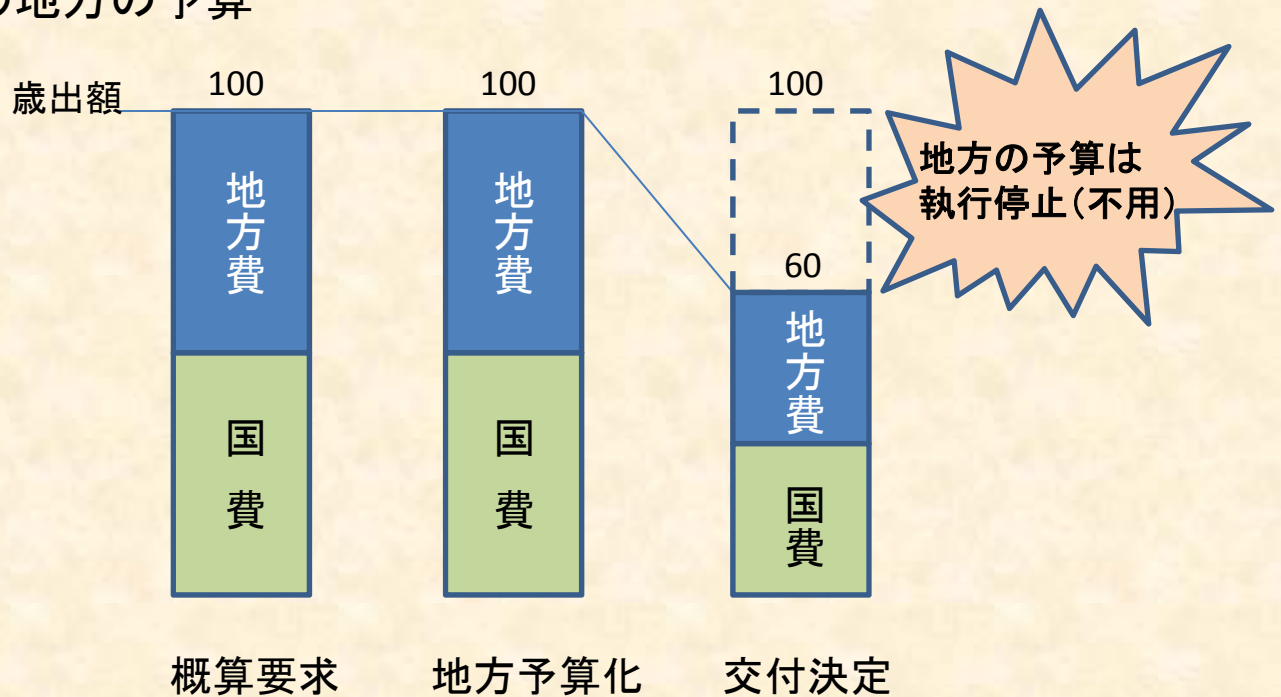 の地方の予算
歳出額
100
100
100
地方の予算は
執行停止(不用)
60
地方費
地方費
地方費
国費
国費
国費
概算要求
地方予算化
交付決定